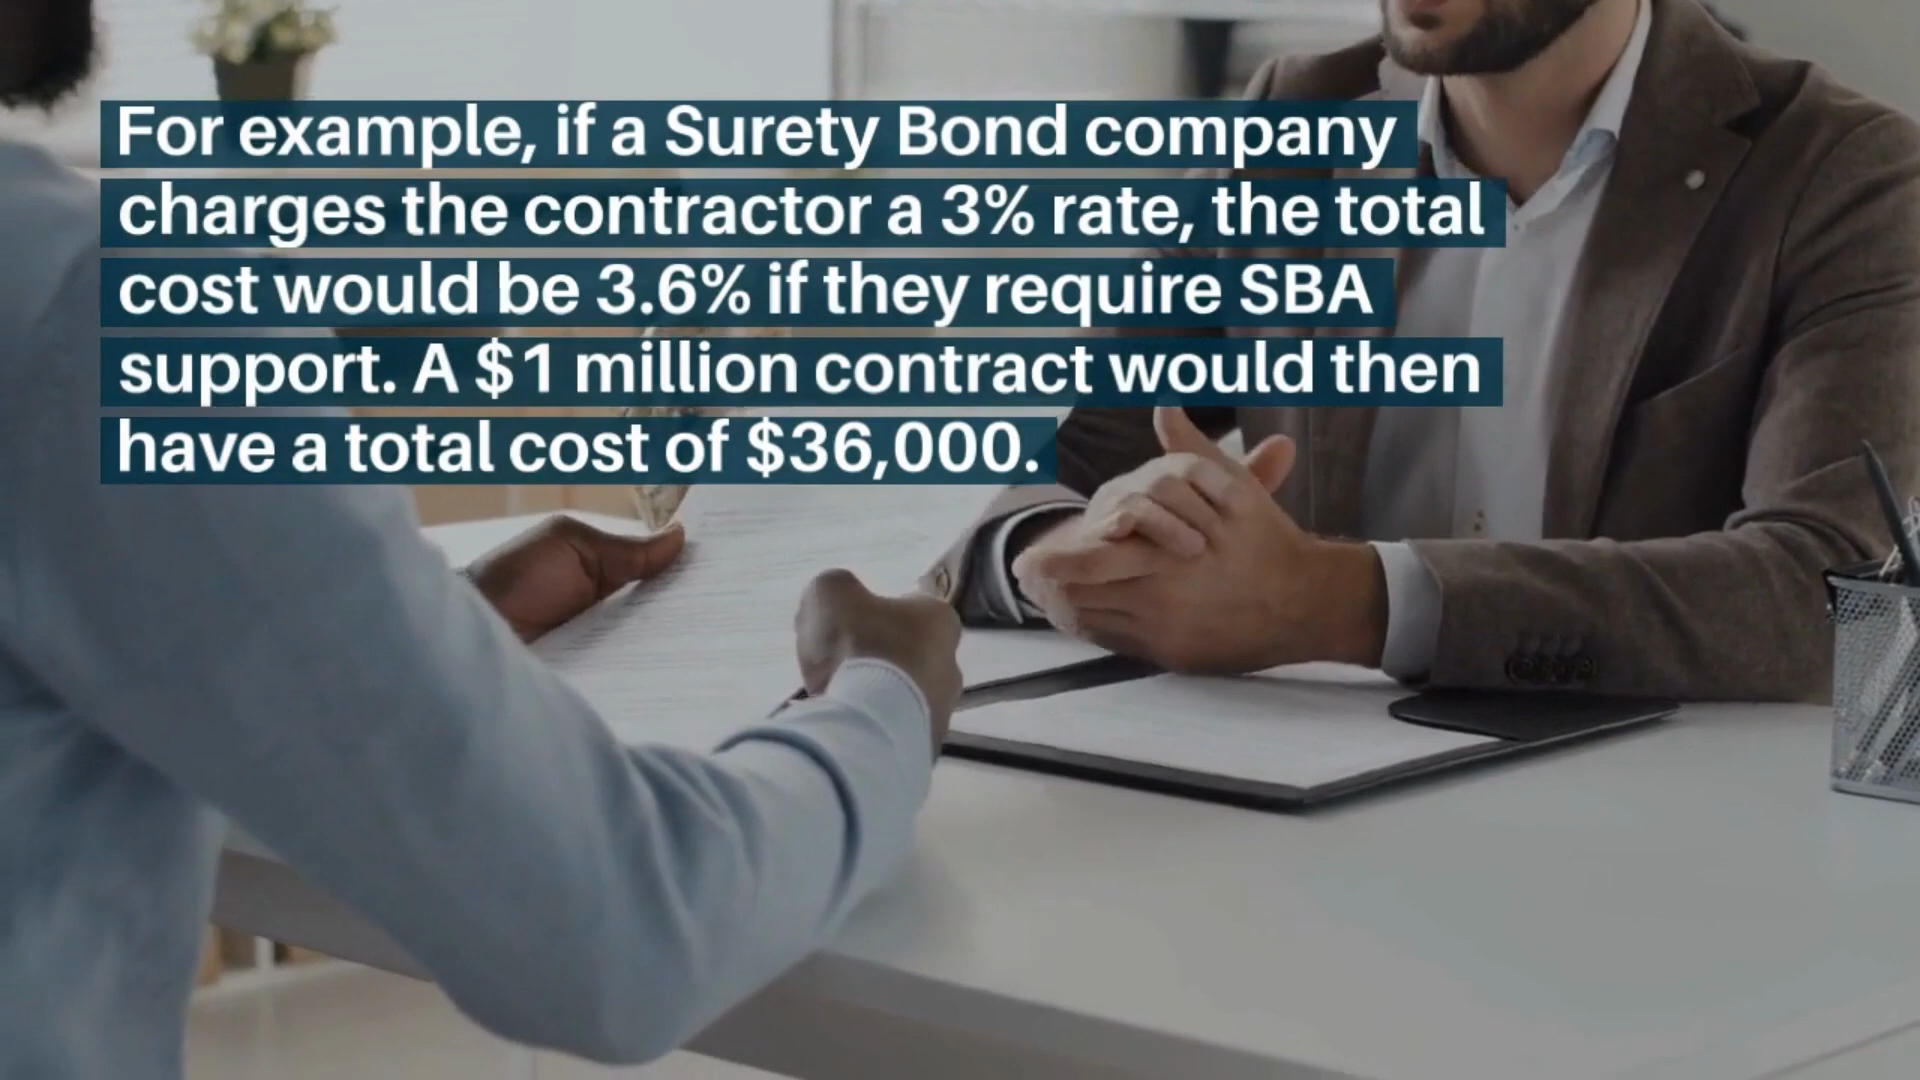 For example, if a Surety Bond company
charges the contractor a 3% rate, the total
cost would be 3.6% if they require SBA
support. A $1 million contract would then
have a total cost of $36,000.